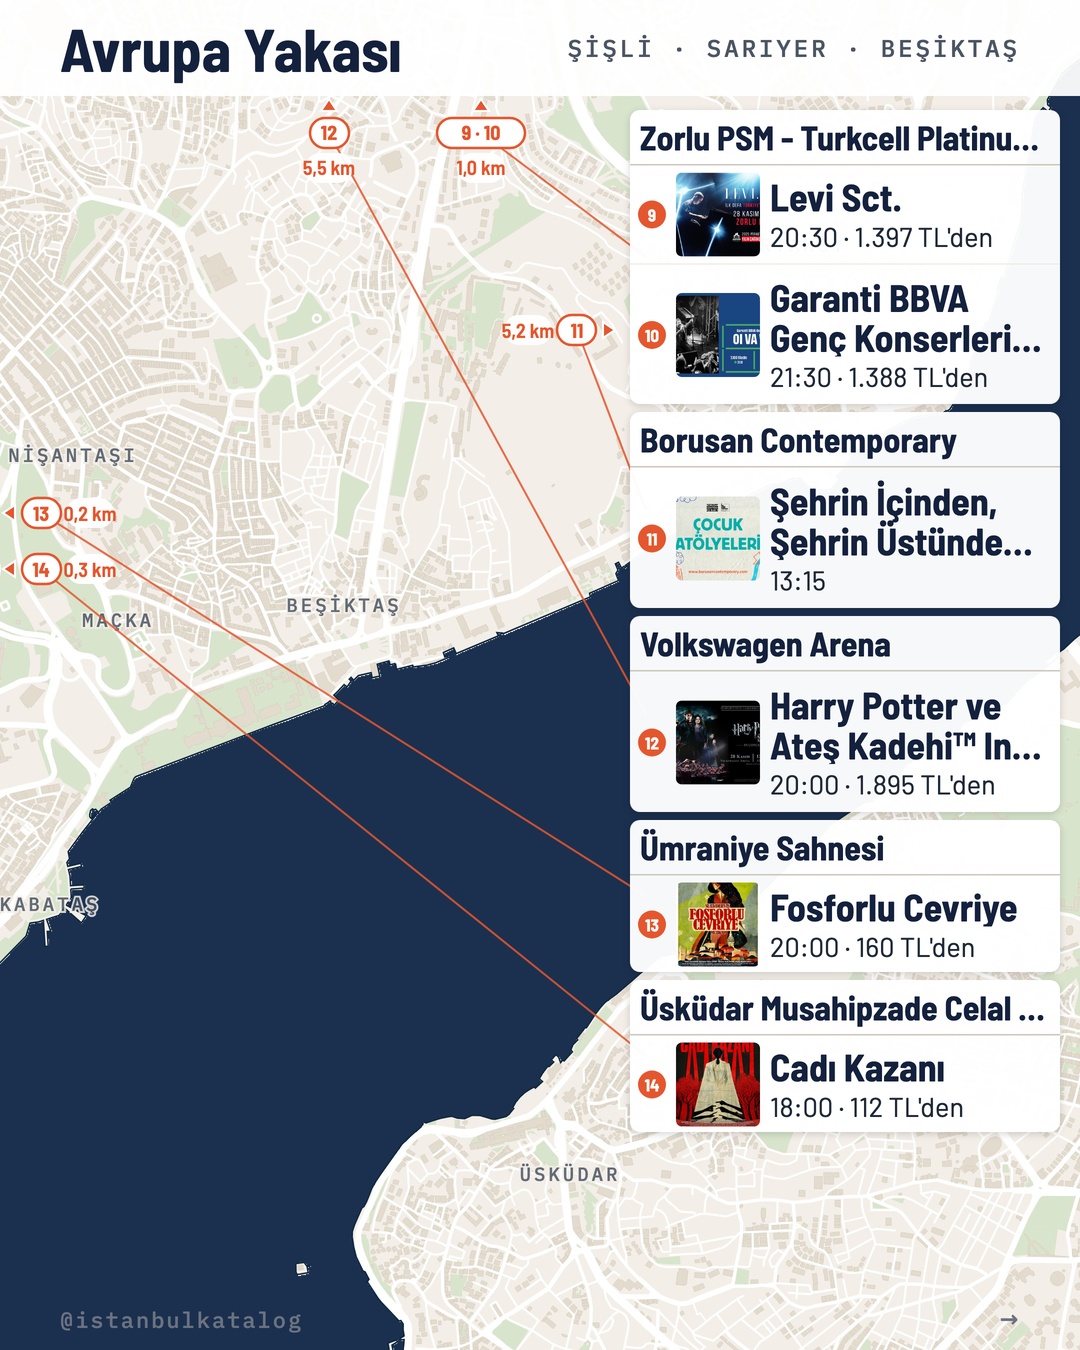 Avrupa Yakası
ŞİŞLİ · SARIYER · BEŞİKTAŞ
12
5,5 km
9 · 10
1,0 km
5,2 km 11
NİŞANTAŞI
13 0,2 km
14 0,3 km
MAÇKA
BEŞİKTAŞ
KABATAŞ
ÜSKÜDAR
Zorlu PSM - Turkcell Platinu...
9
Levi Sct.
20:30 · 1.397 TL'den
10
Garanti BBVA
Genç Konserleri...
21:30 · 1.388 TL'den
Borusan Contemporary
11
ÇOCUK
ATÖLYELERİ
Şehrin İçinden,
Şehrin Üstünde...
13:15
Volkswagen Arena
12
Harry Potter ve
Ateş Kadehi™ In...
20:00 · 1.895 TL'den
Ümraniye Sahnesi
13
FOSFORLU
CEVRİYE
Fosforlu Cevriye
20:00 · 160 TL'den
Üsküdar Musahipzade Celal ...
14
Cadı Kazanı
18:00 · 112 TL'den
@istanbulkatalog
→